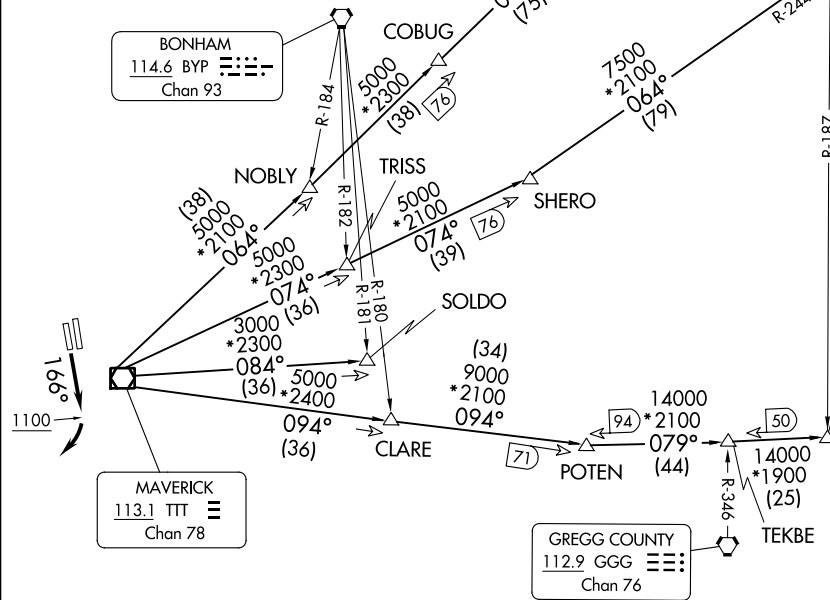 (75)
R-244
BONHAM
114.6 BYP
Chan 93
COBUG
5000
*2300
(38)
76
R-184
7500
*2100
064°
(79)
R-187
NOBLY
TRISS
R-182
5000
*2100
074°
(39)
76
SHERO
(38)
5000
*2100
064°
5000
*2300
074°
(36)
R-181
R-180
SOLDO
3000
*2300
084°
(36)
166°
1100
5000
*2400
094°
(36)
CLARE
(34)
9000
*2100
094°
71
POTEN
94
14000
*2100
079°
(44)
50
14000
*1900
(25)
TEKBE
R-346
MAVERICK
113.1 TTT
Chan 78
GREGG COUNTY
112.9 GGG
Chan 76